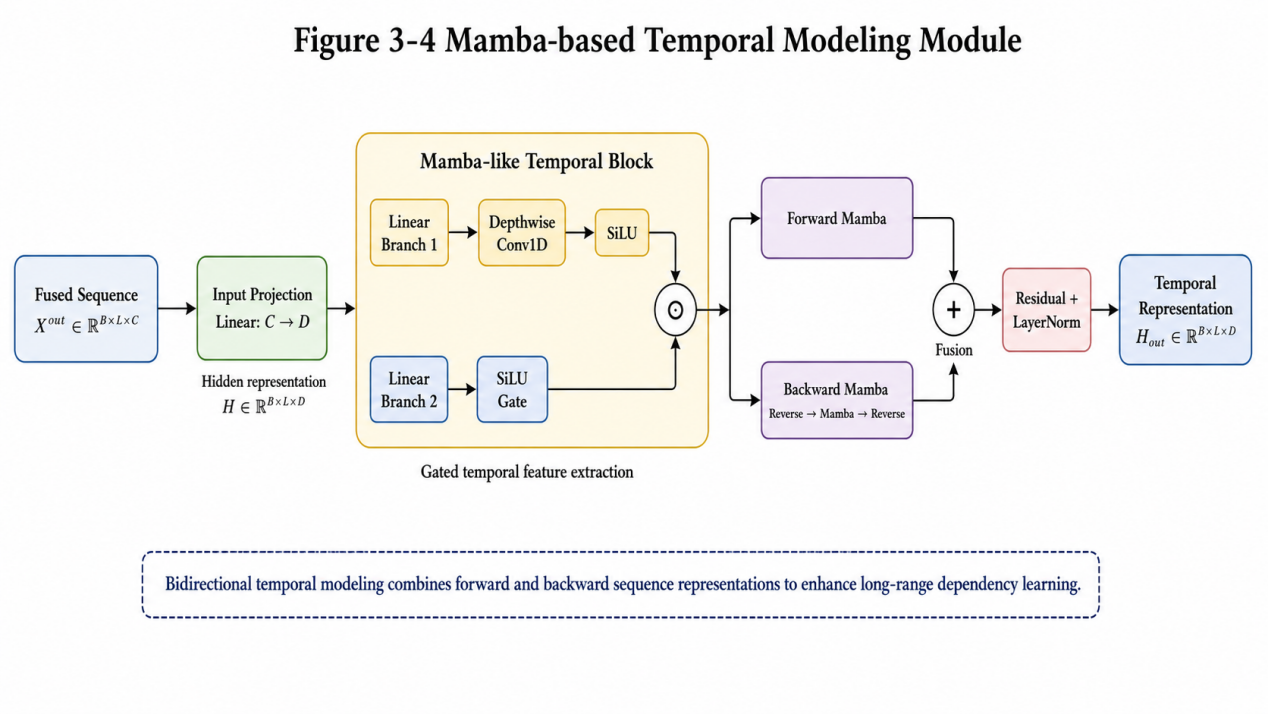 Figure 3-4 Mamba-based Temporal Modeling Module
Fused Sequence
X^{out} ∈ ℝ^{B×L×C}
Input Projection
Linear: C → D
Hidden representation
H ∈ ℝ^{B×L×D}
Mamba-like Temporal Block
Linear
Branch 1
Depthwise
Conv1D
SiLU
⊙
Linear
Branch 2
SiLU
Gate
Gated temporal feature extraction
Forward Mamba
Backward Mamba
Reverse → Mamba → Reverse
+
Fusion
Residual +
LayerNorm
Temporal
Representation
H_{out} ∈ ℝ^{B×L×D}
Bidirectional temporal modeling combines forward and backward sequence representations to enhance long-range dependency learning.